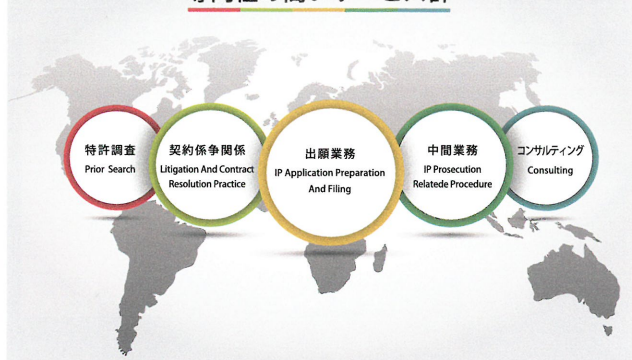 特許調査
Prior Search
契約係争関係
Litigation And Contract
Resolution Practice
出願業務
IP Application Preparation
And Filing
中間業務
IP Prosecution
Relatede Procedure
コンサルティング
Consulting